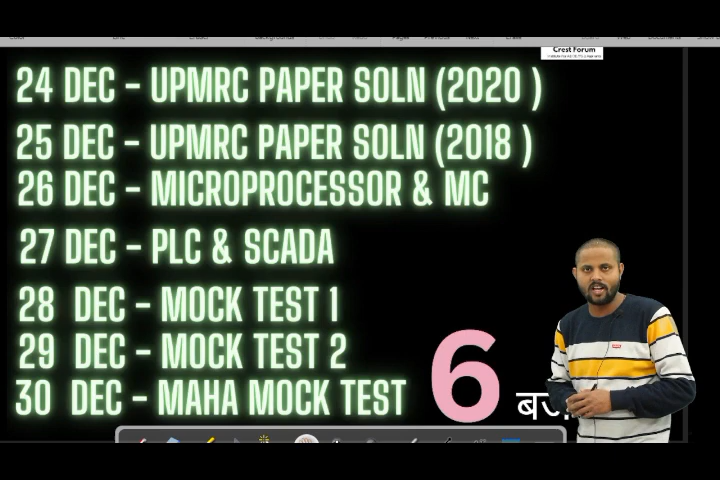 Crest Forum
24 DEC - UPMRC PAPER SOLN (2020 )
25 DEC - UPMRC PAPER SOLN (2018 )
26 DEC - MICROPROCESSOR & MC
27 DEC - PLC & SCADA
28 DEC - MOCK TEST 1
29 DEC - MOCK TEST 2
30 DEC - MAHA MOCK TEST
6